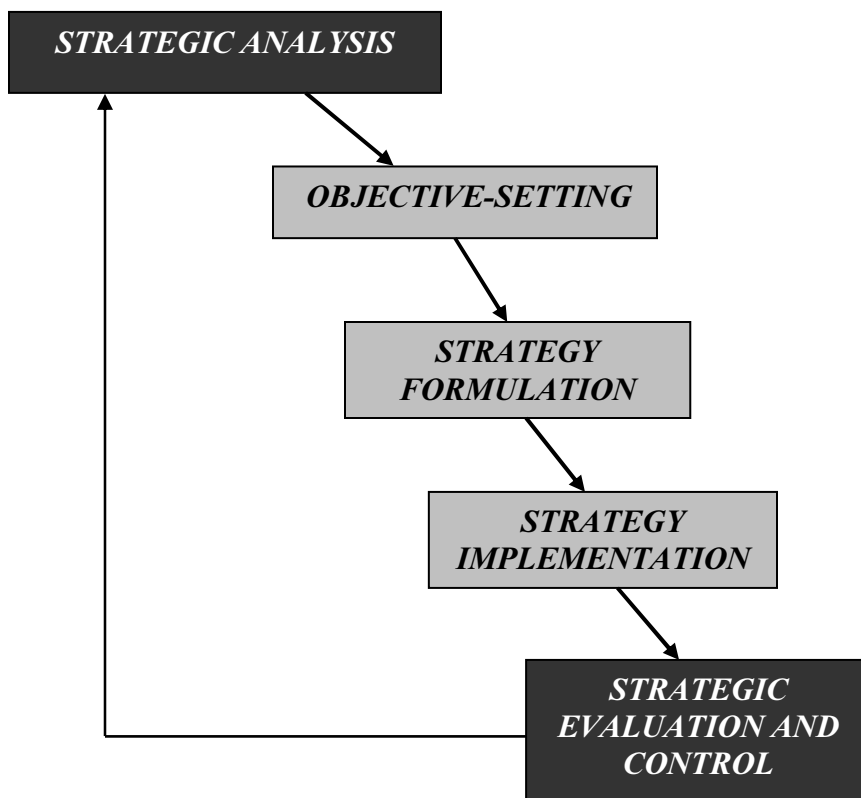 STRATEGIC ANALYSIS
OBJECTIVE-SETTING
STRATEGY
FORMULATION
STRATEGY
IMPLEMENTATION
STRATEGIC
EVALUATION AND
CONTROL